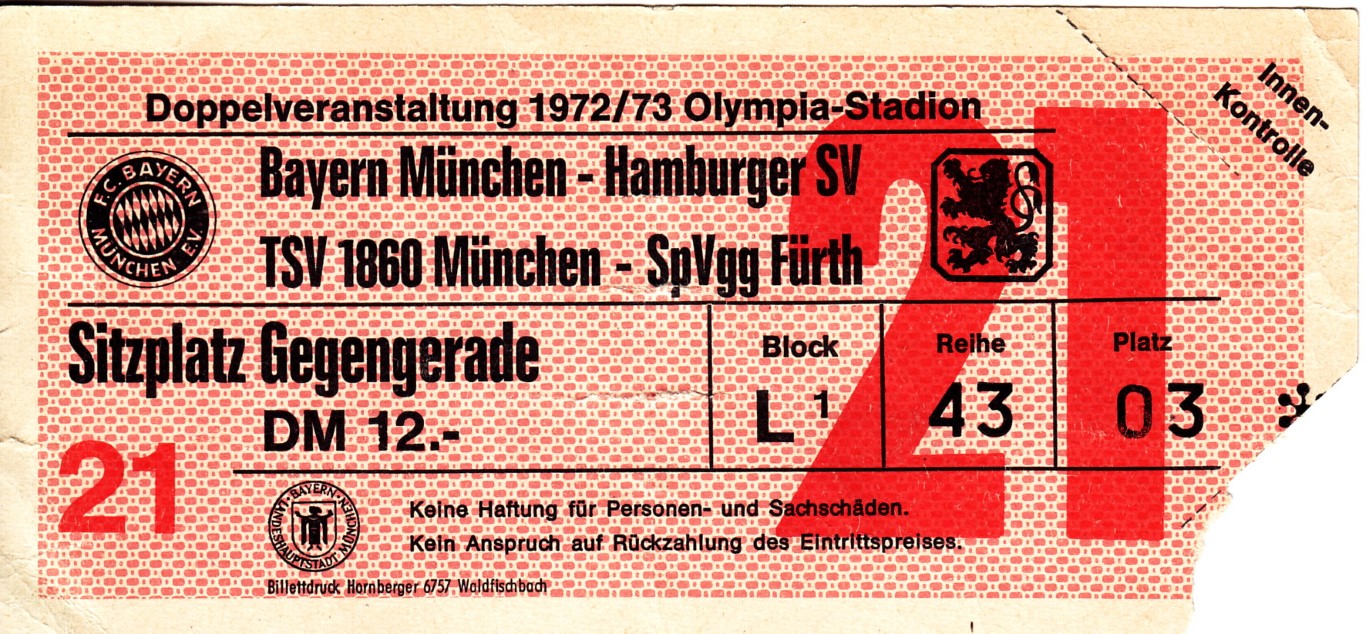 Doppelveranstaltung 1972/73 Olympia-Stadion
Innen-
Kontrolle
F.C. BAYERN
MÜNCHEN E.V.
Bayern München - Hamburger SV
TSV 1860 München - SpVgg Fürth
21
Sitzplatz Gegengerade
DM 12.-
Block
L 1
Reihe
43
Platz
03
21
BAYERN · LANDESHAUPTSTADT MÜNCHEN
Keine Haftung für Personen- und Sachschäden.
Kein Anspruch auf Rückzahlung des Eintrittspreises.
Billettdruck Hornberger 6757 Waldfischbach